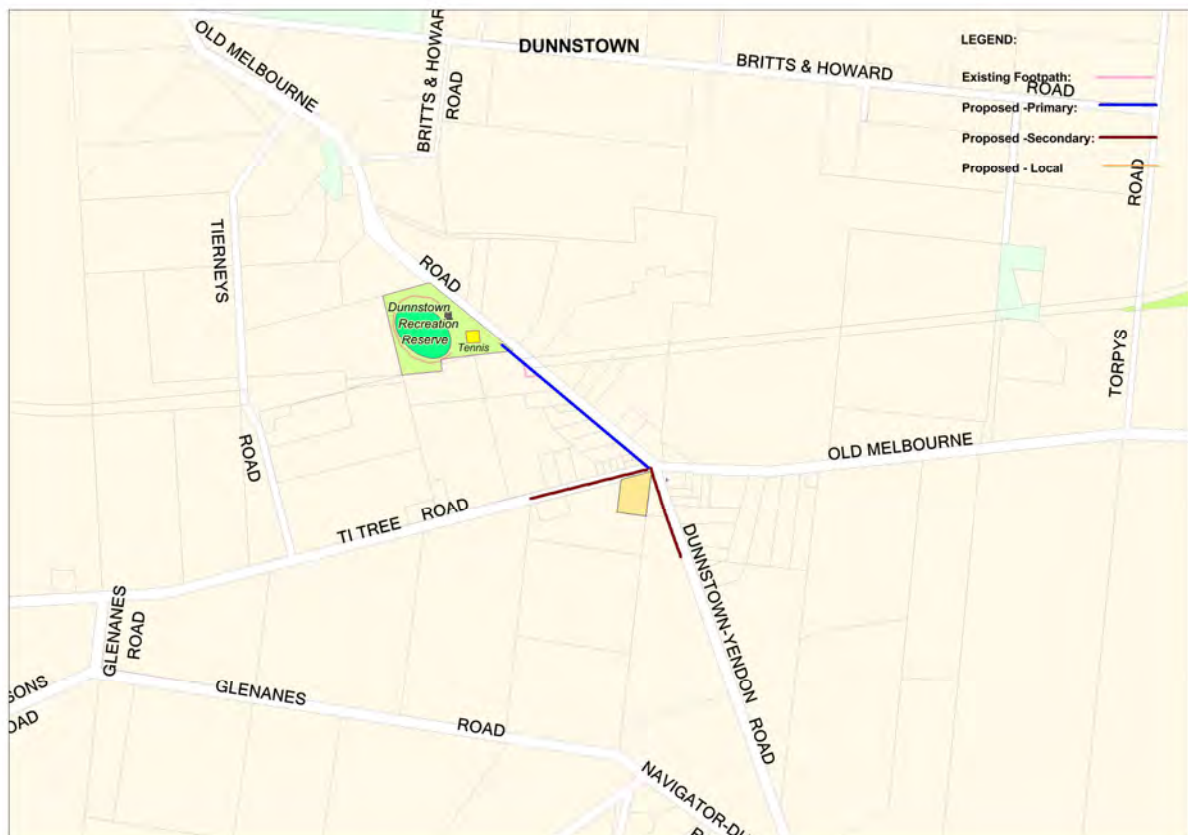 OLD MELBOURNE
BRITTS & HOWARD
ROAD
DUNNSTOWN
BRITTS & HOWARD
ROAD
LEGEND:
Existing Footpath:
Proposed -Primary:
Proposed -Secondary:
Proposed - Local
ROAD
TIERNEYS
ROAD
ROAD
Dunnstown
Recreation
Reserve
Tennis
TORPYS
OLD MELBOURNE
TI TREE ROAD
DUNNSTOWN-YENDON ROAD
GLENANES
ROAD
SONS
OAD
GLENANES
ROAD
NAVIGATOR-DU